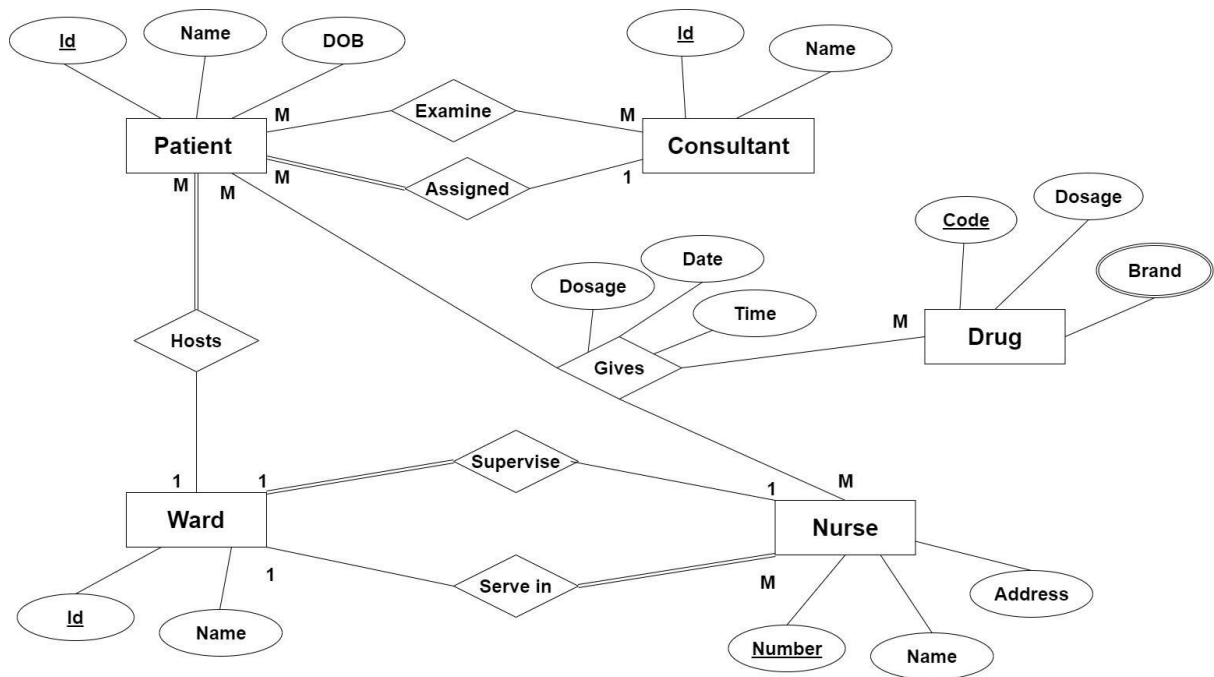 Id
Name
DOB
Id
Name
M
Examine
M
Patient
Consultant
M
M
M
Assigned
1
Code
Dosage
Brand
Dosage
Date
Time
M
Drug
Hosts
Gives
1
1
Supervise
1
M
Ward
Nurse
1
Serve in
M
Address
Id
Name
Number
Name